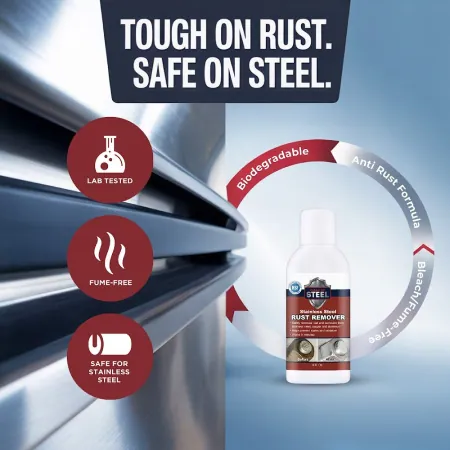 TOUGH ON RUST.
SAFE ON STEEL.
LAB TESTED
FUME-FREE
SAFE FOR
STAINLESS
STEEL
Biodegradable
Anti Rust Formula
Bleach/Fume-Free
STEEL
Stainless Steel
RUST REMOVER